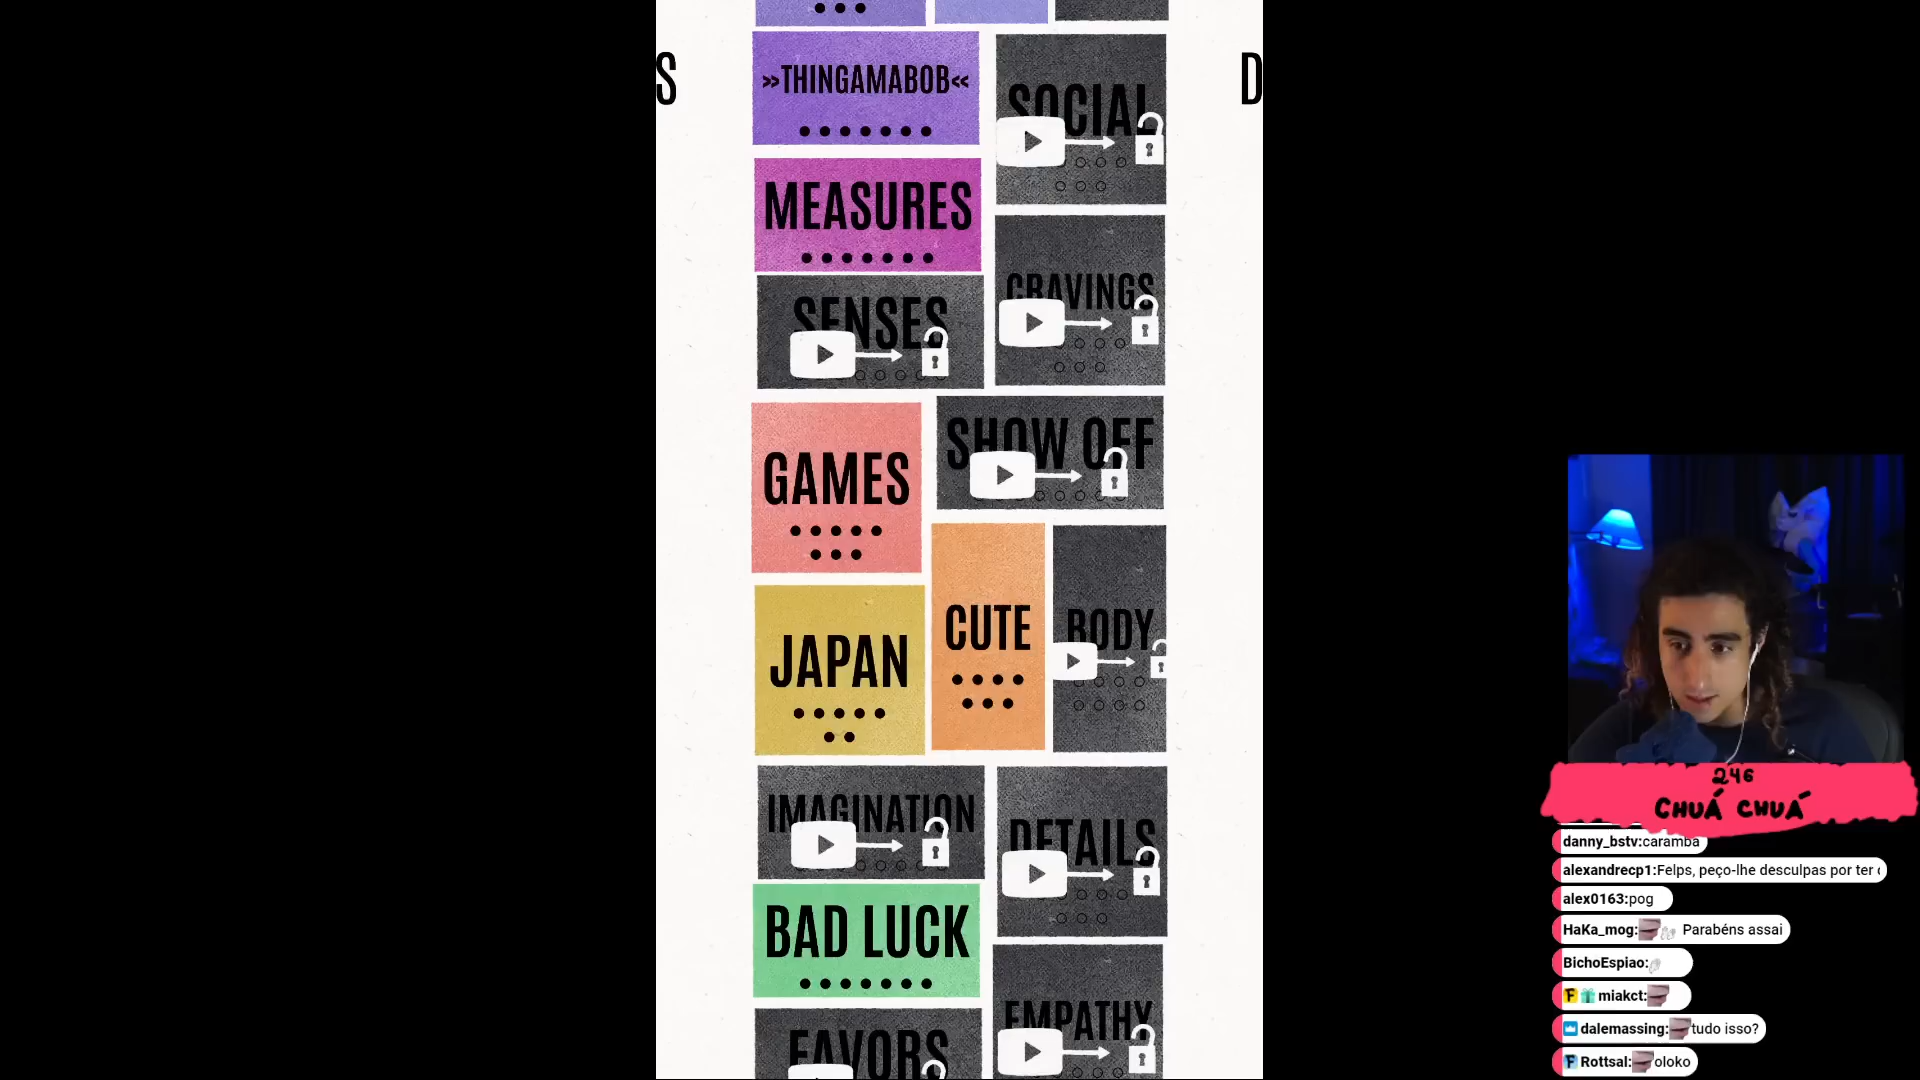 S
»THINGAMABOB«
SOCIAL
D
MEASURES
CRAVINGS
SENSES
SHOW OFF
GAMES
CUTE
BODY
JAPAN
IMAGINATION
DETAILS
BAD LUCK
EMPATHY
FAVORS
246
CHUÁ CHUÁ
danny_bstv:caramba
alexandrecp1:Felps, peço-lhe desculpas por ter
alex0163:pog
HaKa_mog: Parabéns assai
BichoEspiao:
F miakct:
dalemassing: tudo isso?
F Rottsal: oloko